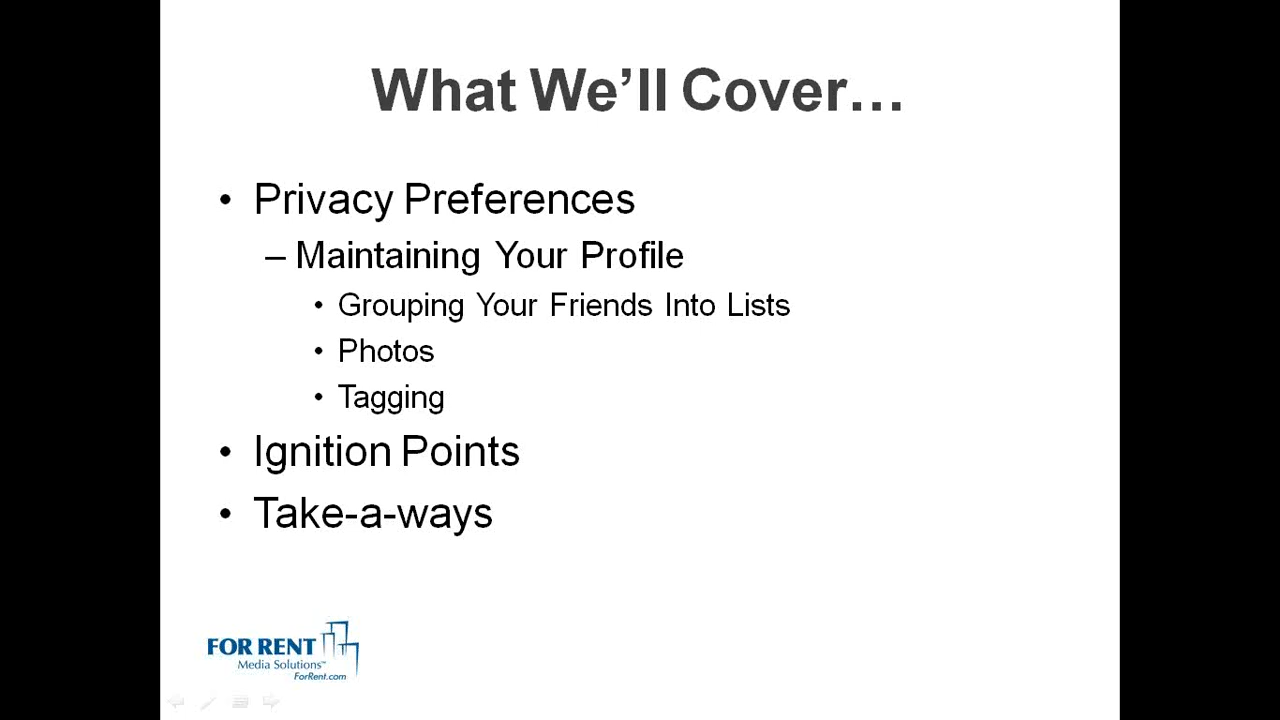 What We’ll Cover…
• Privacy Preferences
– Maintaining Your Profile
• Grouping Your Friends Into Lists
• Photos
• Tagging
• Ignition Points
• Take-a-ways
FOR RENT
Media Solutions™
ForRent.com